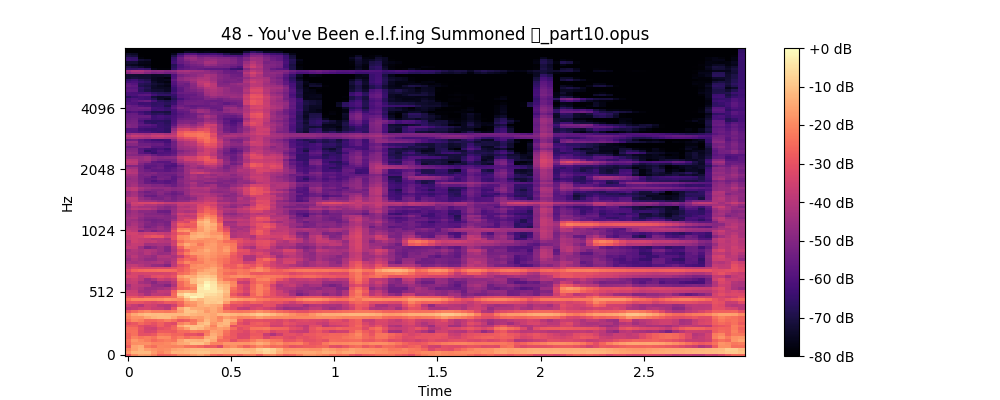 48 - You've Been e.l.f.ing Summoned _part10.opus
+0 dB
-10 dB
-20 dB
-30 dB
-40 dB
-50 dB
-60 dB
-70 dB
-80 dB
4096
2048
1024
512
0
Hz
0
0.5
1
1.5
2
2.5
Time